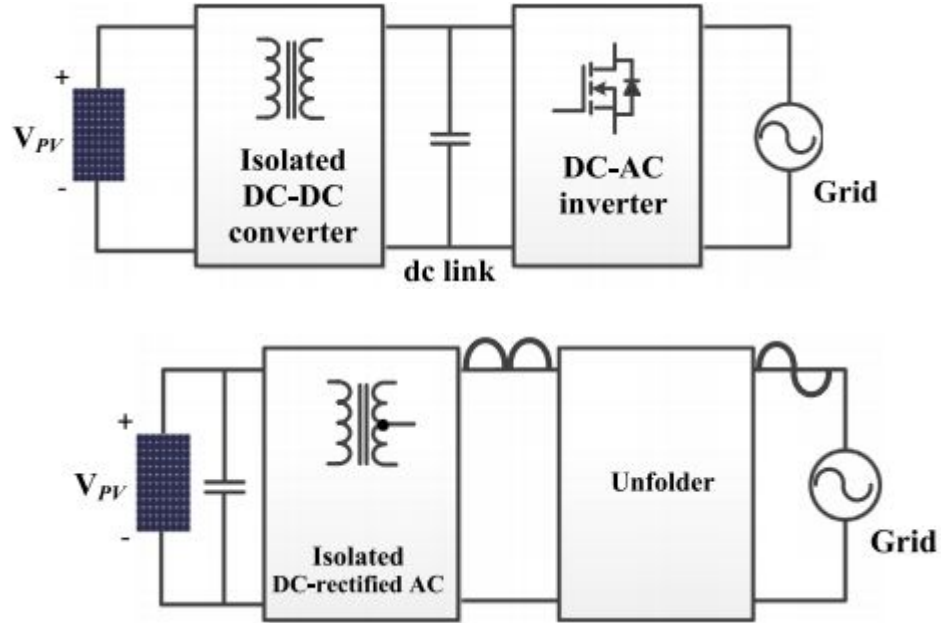 +
V_PV
-
Isolated
DC-DC
converter
dc link
DC-AC
inverter
Grid
+
V_PV
-
Isolated
DC-rectified AC
Unfolder
Grid